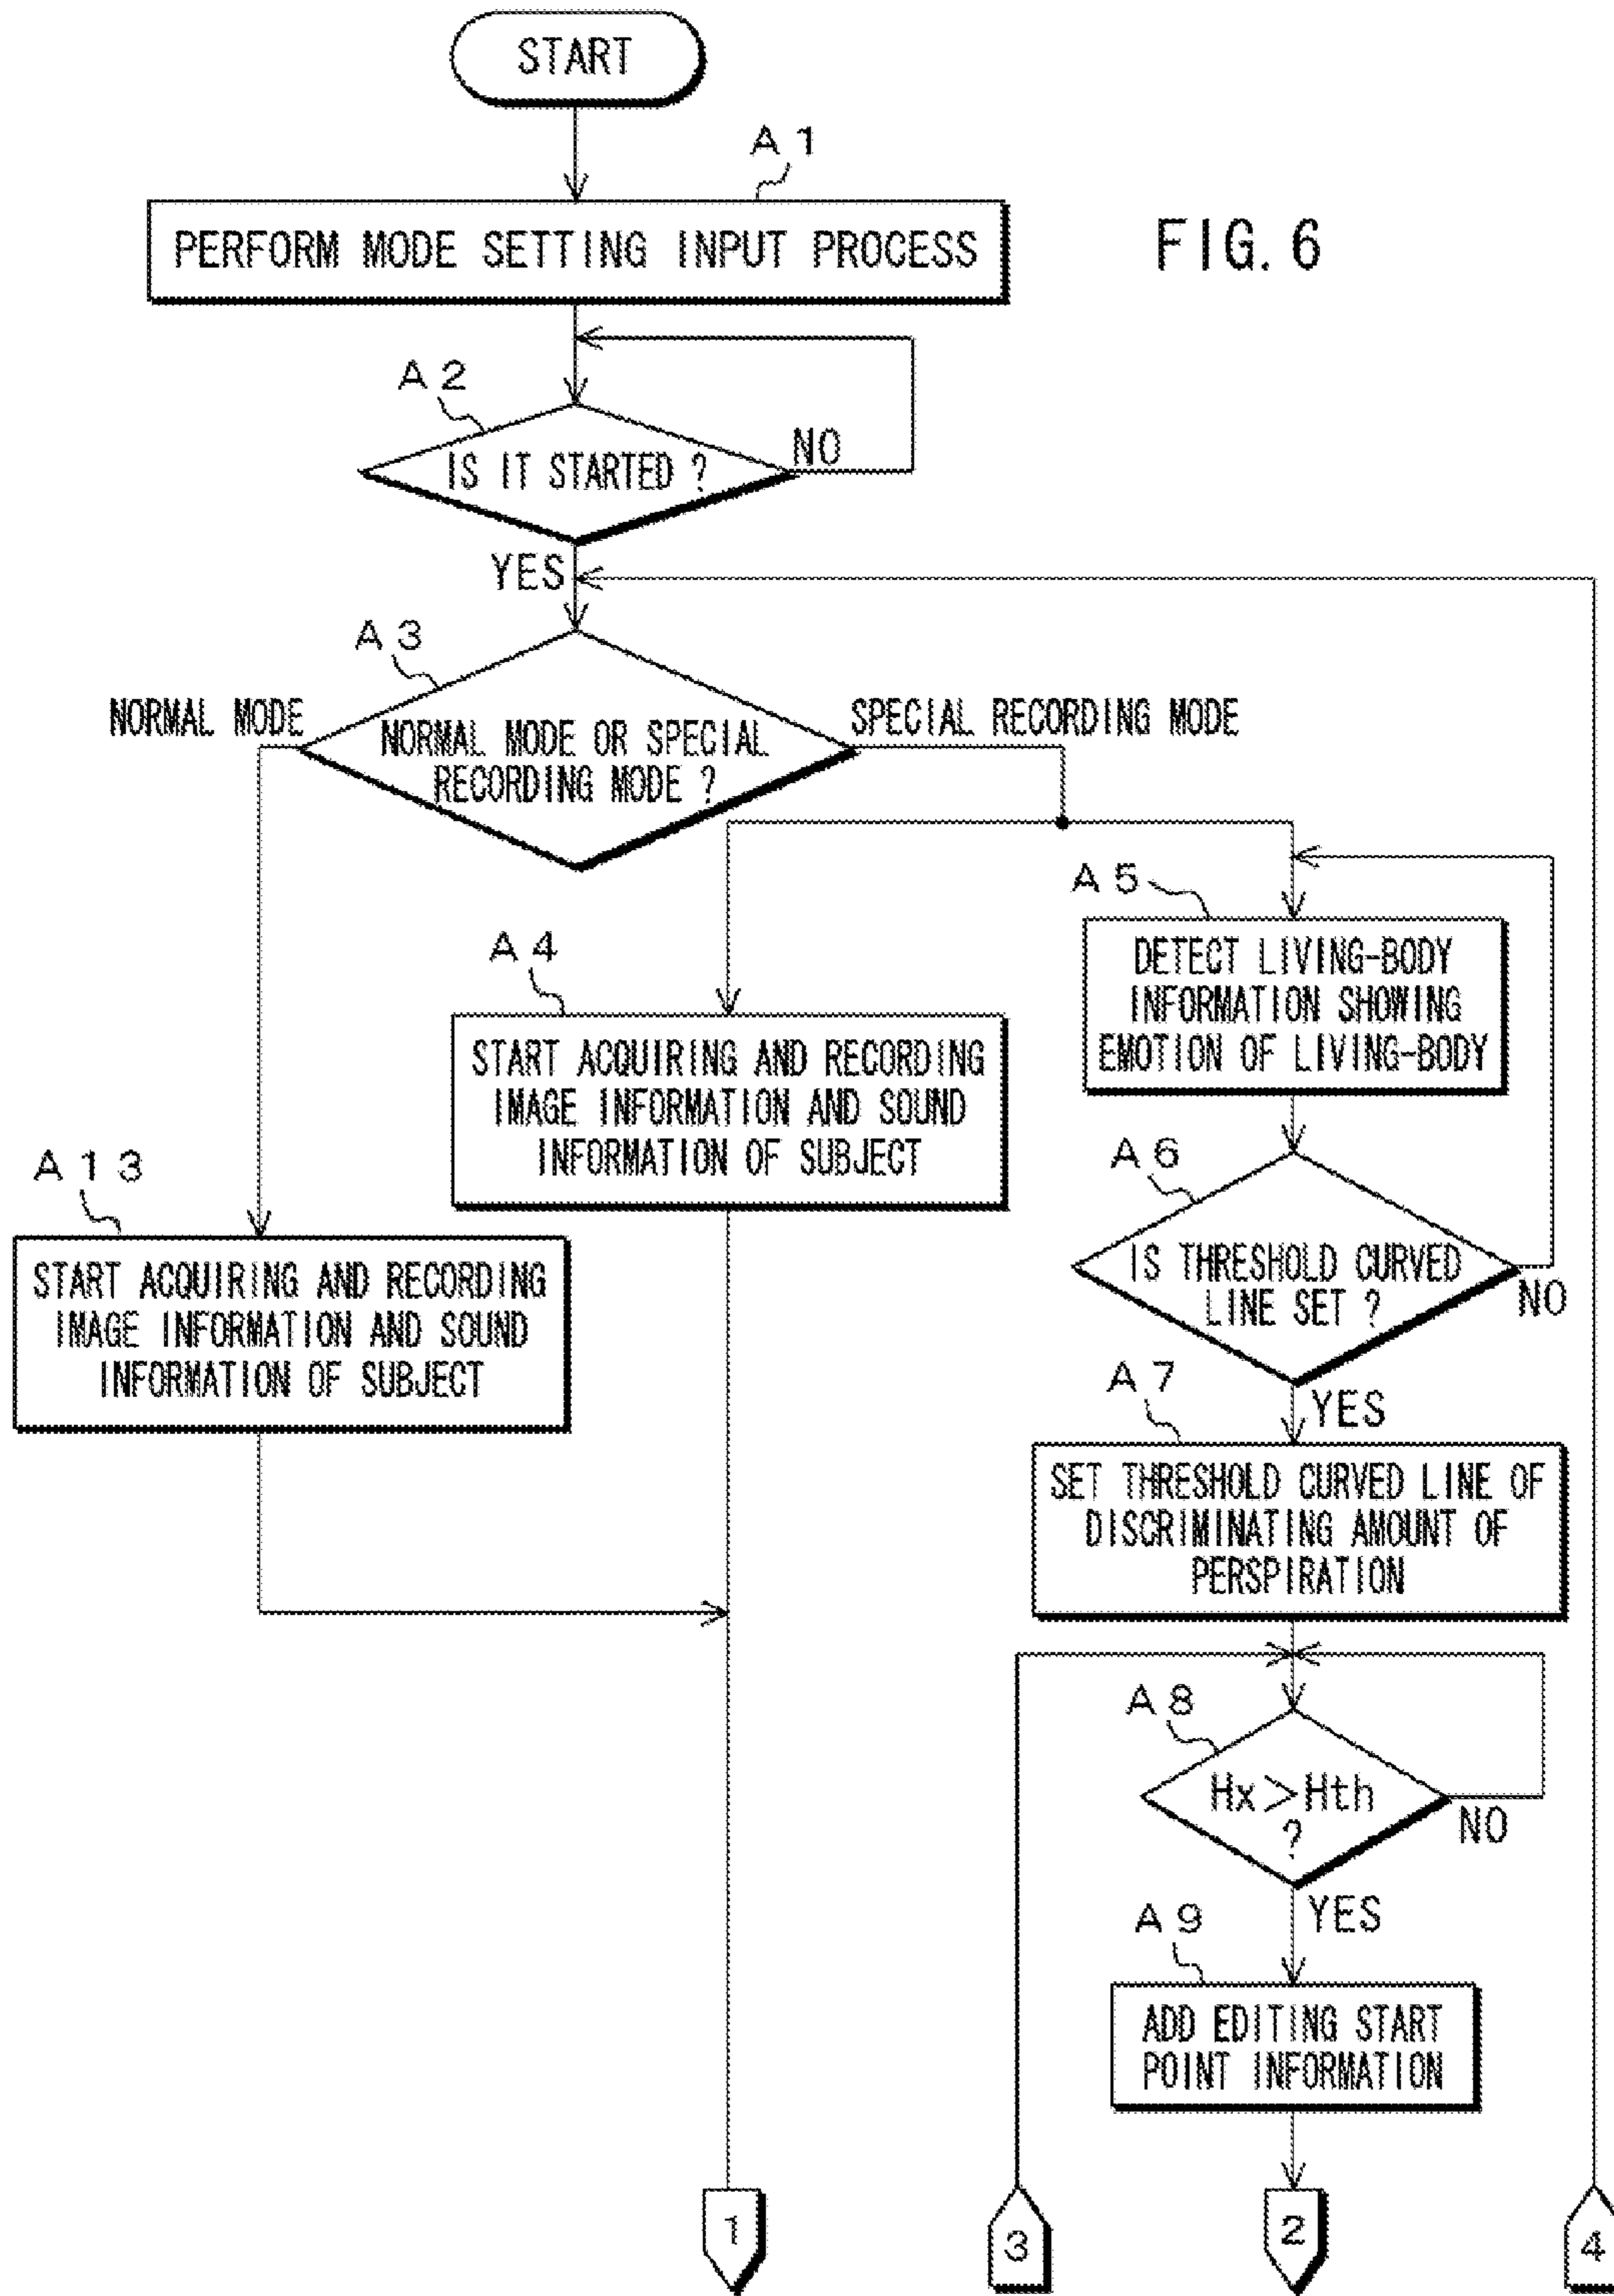 START
A1
PERFORM MODE SETTING INPUT PROCESS
FIG. 6
A2
IS IT STARTED ?
NO
YES
A3
NORMAL MODE
NORMAL MODE OR SPECIAL
RECORDING MODE ?
SPECIAL RECORDING MODE
A5
DETECT LIVING-BODY
INFORMATION SHOWING
EMOTION OF LIVING-BODY
A4
START ACQUIRING AND RECORDING
IMAGE INFORMATION AND SOUND
INFORMATION OF SUBJECT
A13
START ACQUIRING AND RECORDING
IMAGE INFORMATION AND SOUND
INFORMATION OF SUBJECT
A6
IS THRESHOLD CURVED
LINE SET ?
NO
YES
A7
SET THRESHOLD CURVED LINE OF
DISCRIMINATING AMOUNT OF
PERSPIRATION
A8
Hx>Hth
?
NO
YES
A9
ADD EDITING START
POINT INFORMATION
1
3
2
4